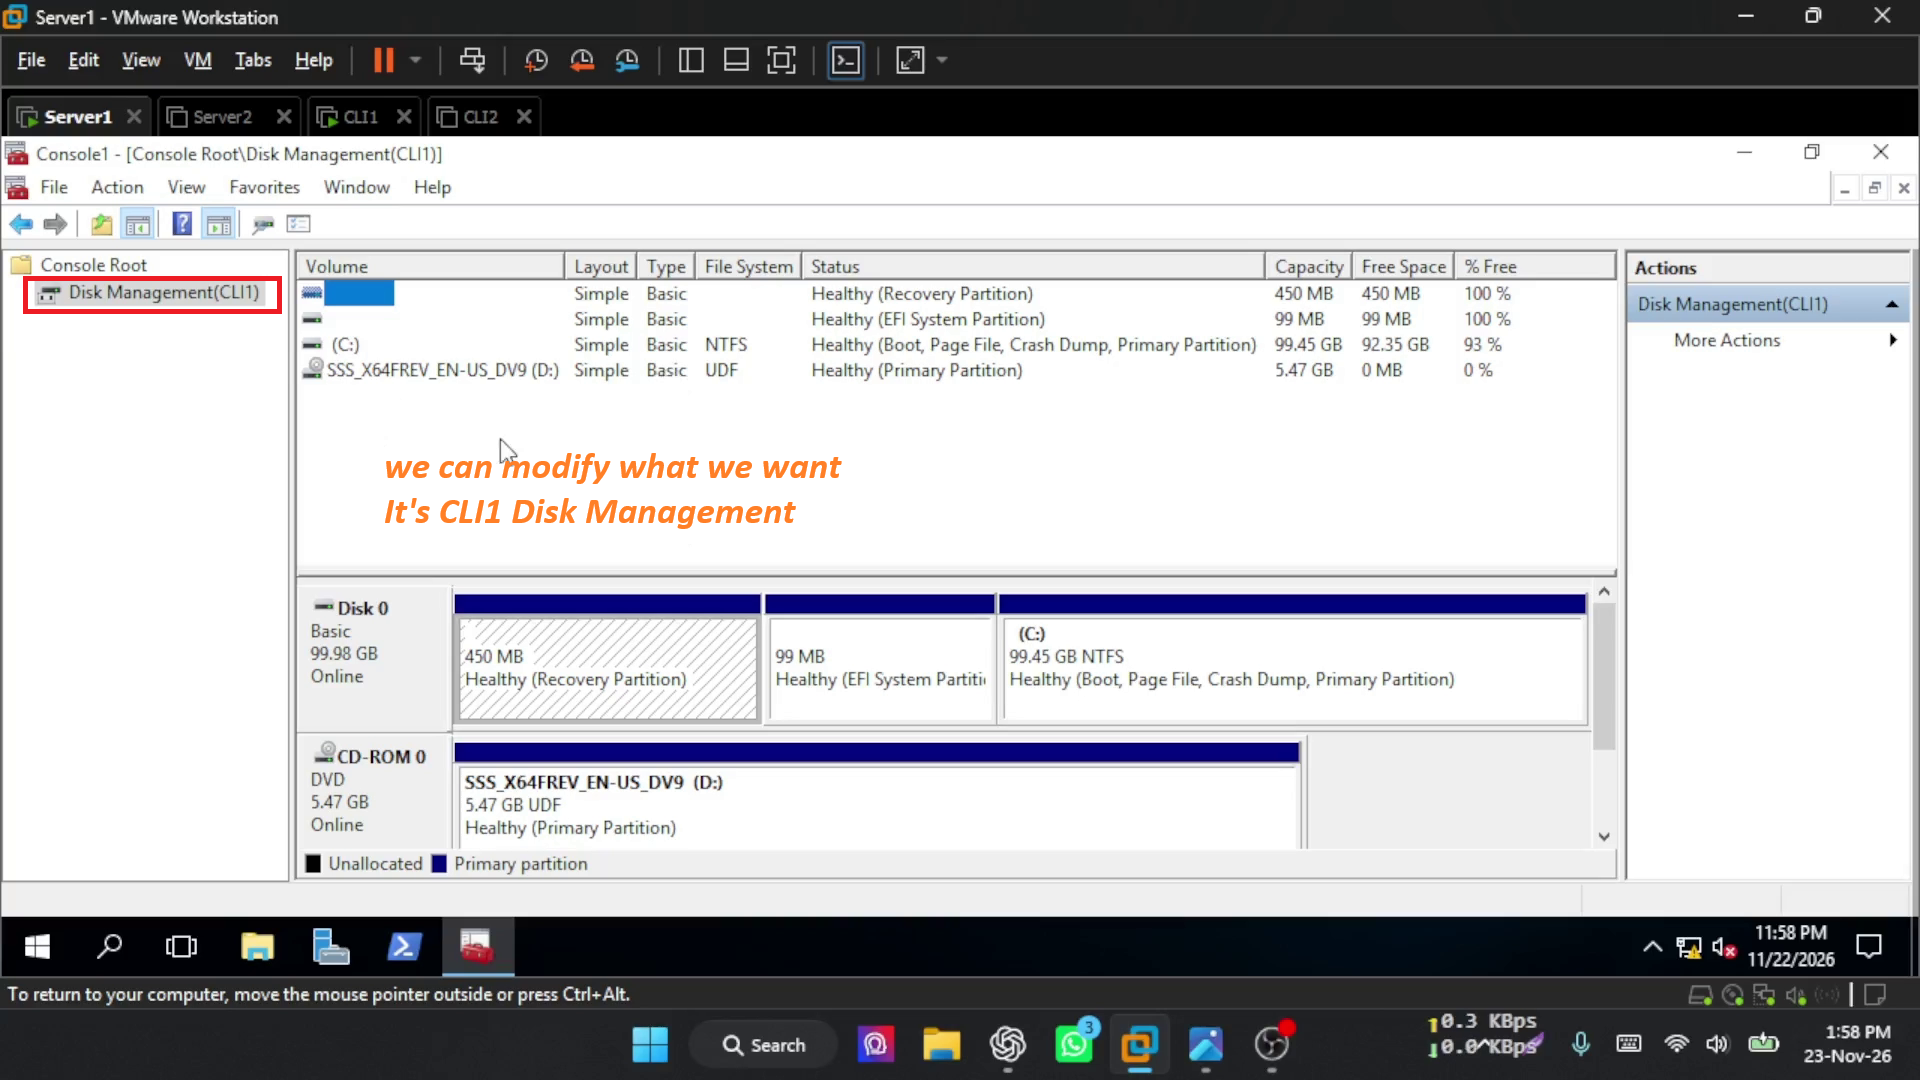 Server1 - VMware Workstation
File Edit View VM Tabs Help
Server1 Server2 CLI1 CLI2
Console1 - [Console Root\Disk Management(CLI1)]
File Action View Favorites Window Help
Console Root
Disk Management(CLI1)
Volume Layout Type File System Status Capacity Free Space % Free
Simple Basic Healthy (Recovery Partition) 450 MB 450 MB 100 %
Simple Basic Healthy (EFI System Partition) 99 MB 99 MB 100 %
(C:) Simple Basic NTFS Healthy (Boot, Page File, Crash Dump, Primary Partition) 99.45 GB 92.35 GB 93 %
SSS_X64FREV_EN-US_DV9 (D:) Simple Basic UDF Healthy (Primary Partition) 5.47 GB 0 MB 0 %
Actions
Disk Management(CLI1)
More Actions
we can modify what we want
It's CLI1 Disk Management
Disk 0
Basic
99.98 GB
Online
450 MB
Healthy (Recovery Partition)
99 MB
Healthy (EFI System Partiti
(C:)
99.45 GB NTFS
Healthy (Boot, Page File, Crash Dump, Primary Partition)
CD-ROM 0
DVD
5.47 GB
Online
SSS_X64FREV_EN-US_DV9 (D:)
5.47 GB UDF
Healthy (Primary Partition)
Unallocated Primary partition
11:58 PM
11/22/2026
To return to your computer, move the mouse pointer outside or press Ctrl+Alt.
Search
3
0.3 KBps
0.0 KBps
1:58 PM
23-Nov-26